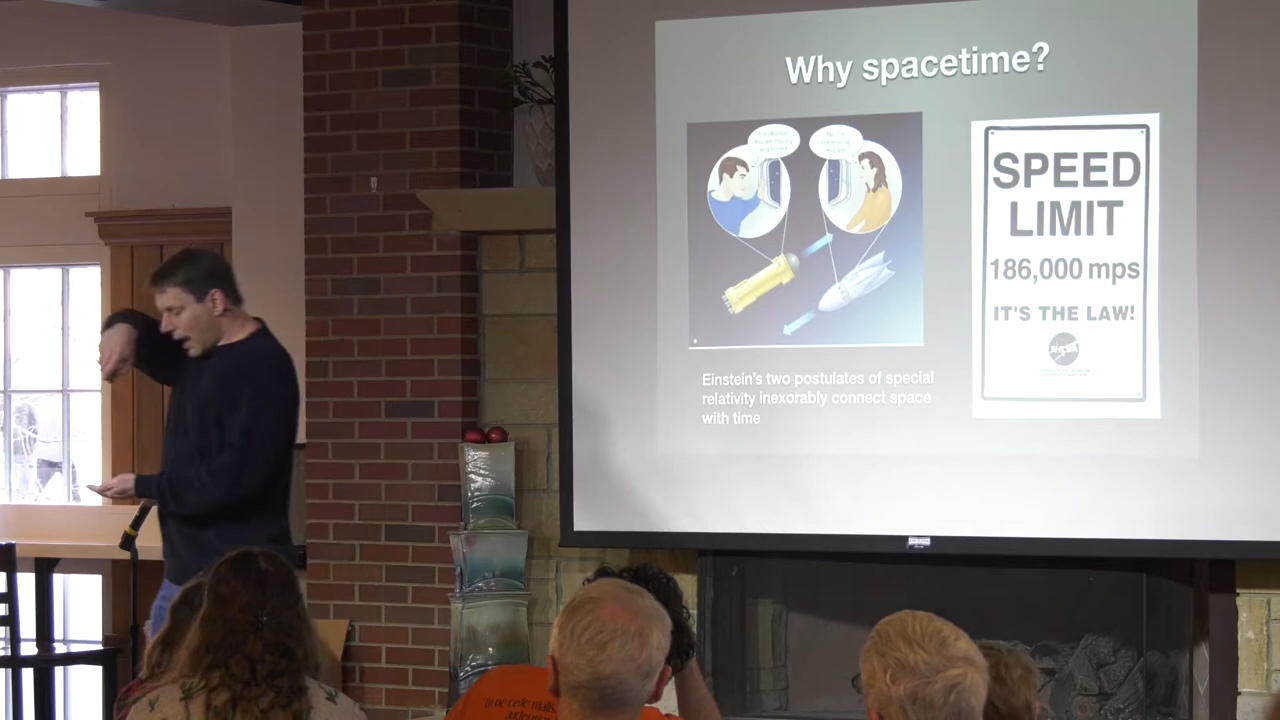 Why spacetime?
SPEED
LIMIT
186,000 mps
IT'S THE LAW!
NASA
Einstein's two postulates of special
relativity inexorably connect space
with time